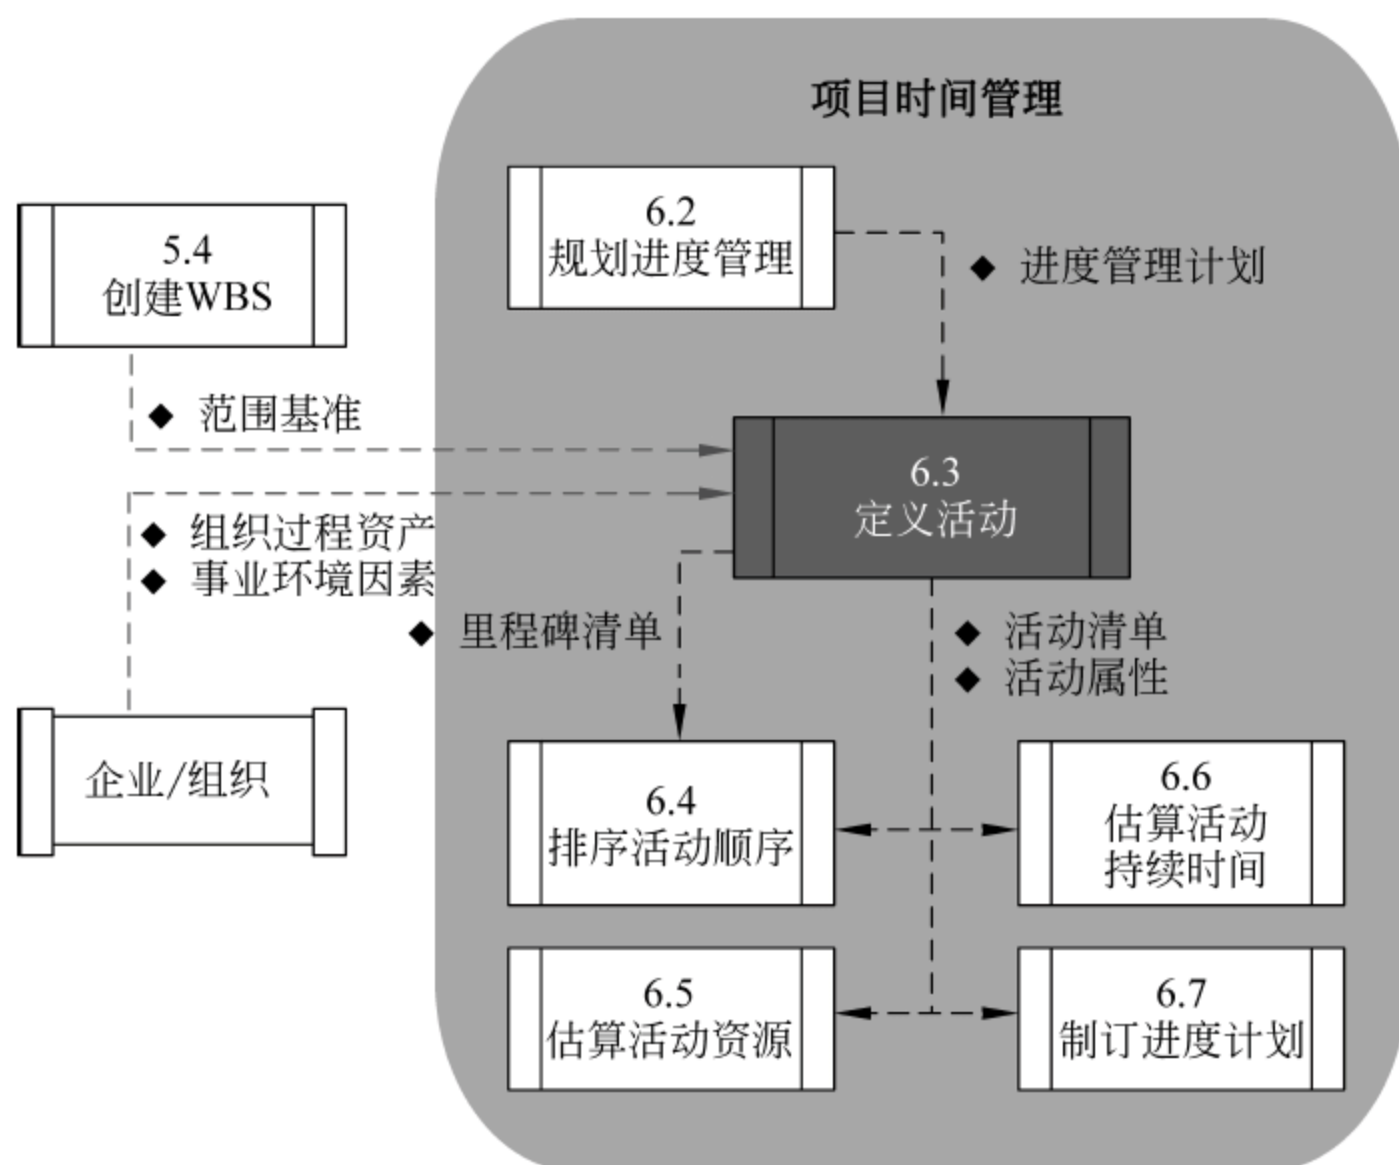 项目时间管理
6.2
规划进度管理
5.4
创建WBS
◆ 进度管理计划
◆ 范围基准
6.3
定义活动
◆ 组织过程资产
◆ 事业环境因素
◆ 里程碑清单
◆ 活动清单
◆ 活动属性
企业/组织
6.4
排序活动顺序
6.6
估算活动
持续时间
6.5
估算活动资源
6.7
制订进度计划